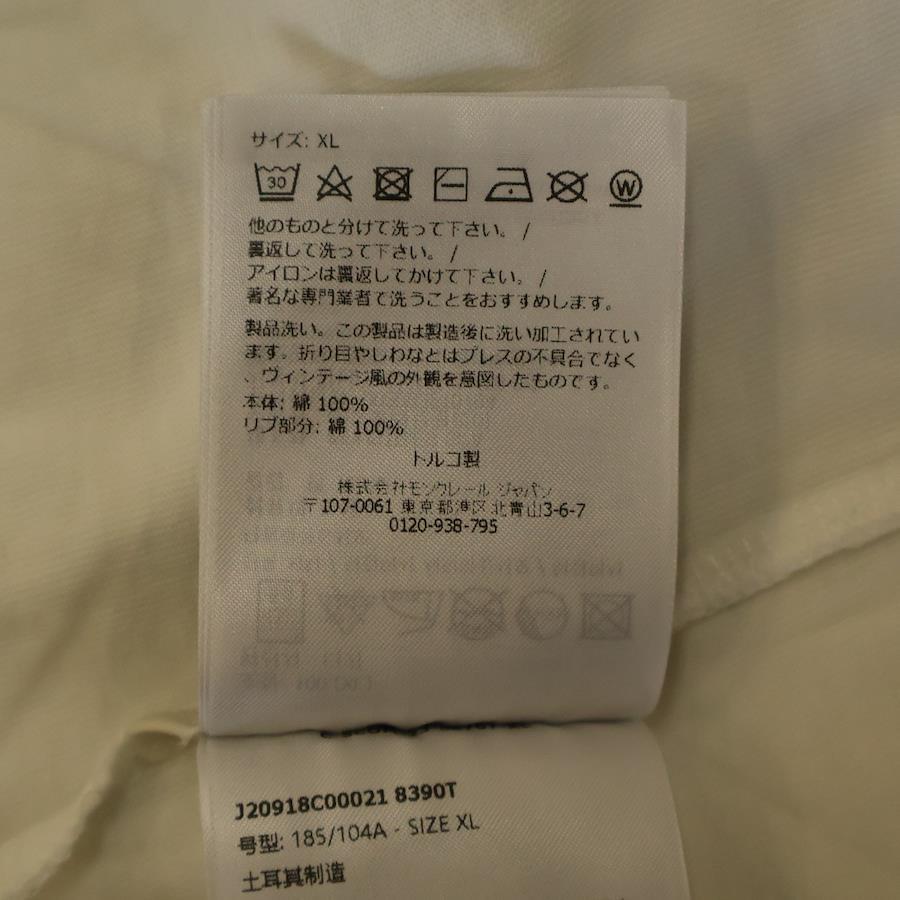 サイズ: XL
30
W
他のものと分けて洗って下さい。 /
裏返して洗って下さい。 /
アイロンは裏返してかけて下さい。 /
著名な専門業者で洗うことをおすすめします。
製品洗い。この製品は製造後に洗い加工されてい
ます。折り目やしわなとはプレスの不具合でなく
、ヴィンテージ風の外観を意図したものです。
本体: 綿 100%
リブ部分: 綿 100%
トルコ製
株式会社モンクレール ジャパン
〒107-0061 東京都港区北青山3-6-7
0120-938-795
J20918C00021 8390T
号型: 185/104A - SIZE XL
土耳其制造